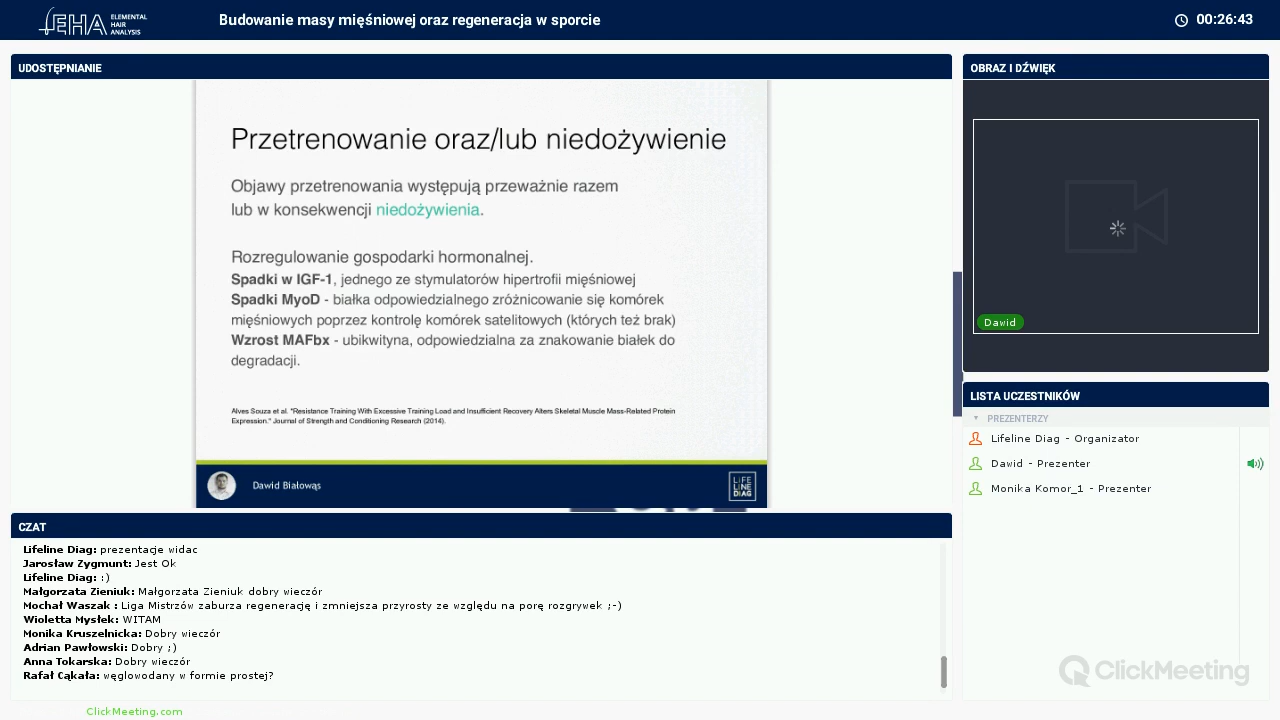 EHA ELEMENTAL
HAIR
ANALYSIS
Budowanie masy mięśniowej oraz regeneracja w sporcie
00:26:43
UDOSTĘPNIANIE
Przetrenowanie oraz/lub niedożywienie
Objawy przetrenowania występują przeważnie razem
lub w konsekwencji niedożywienia.
Rozregulowanie gospodarki hormonalnej.
Spadki w IGF-1, jednego ze stymulatorów hipertrofii mięśniowej
Spadki MyoD - białka odpowiedzialnego zróżnicowanie się komórek
mięśniowych poprzez kontrolę komórek satelitowych (których też brak)
Wzrost MAFbx - ubikwityna, odpowiedzialna za znakowanie białek do
degradacji.
Alves Souza et al. "Resistance Training With Excessive Training Load and Insufficient Recovery Alters Skeletal Muscle Mass-Related Protein
Expression." Journal of Strength and Conditioning Research (2014).
Dawid Białowąs
LIFE
LINE
DIAG
OBRAZ I DŹWIĘK
Dawid
LISTA UCZESTNIKÓW
PREZENTERZY
Lifeline Diag - Organizator
Dawid - Prezenter
Monika Komor_1 - Prezenter
CZAT
Lifeline Diag: prezentacje widac
Jarosław Zygmunt: Jest Ok
Lifeline Diag: :)
Małgorzata Zieniuk: Małgorzata Zieniuk dobry wieczór
Mochał Waszak : Liga Mistrzów zaburza regenerację i zmniejsza przyrosty ze względu na porę rozgrywek ;-)
Wioletta Mysłek: WITAM
Monika Kruszelnicka: Dobry wieczór
Adrian Pawłowski: Dobry ;)
Anna Tokarska: Dobry wieczór
Rafał Cąkała: węglowodany w formie prostej?
ClickMeeting
ClickMeeting.com